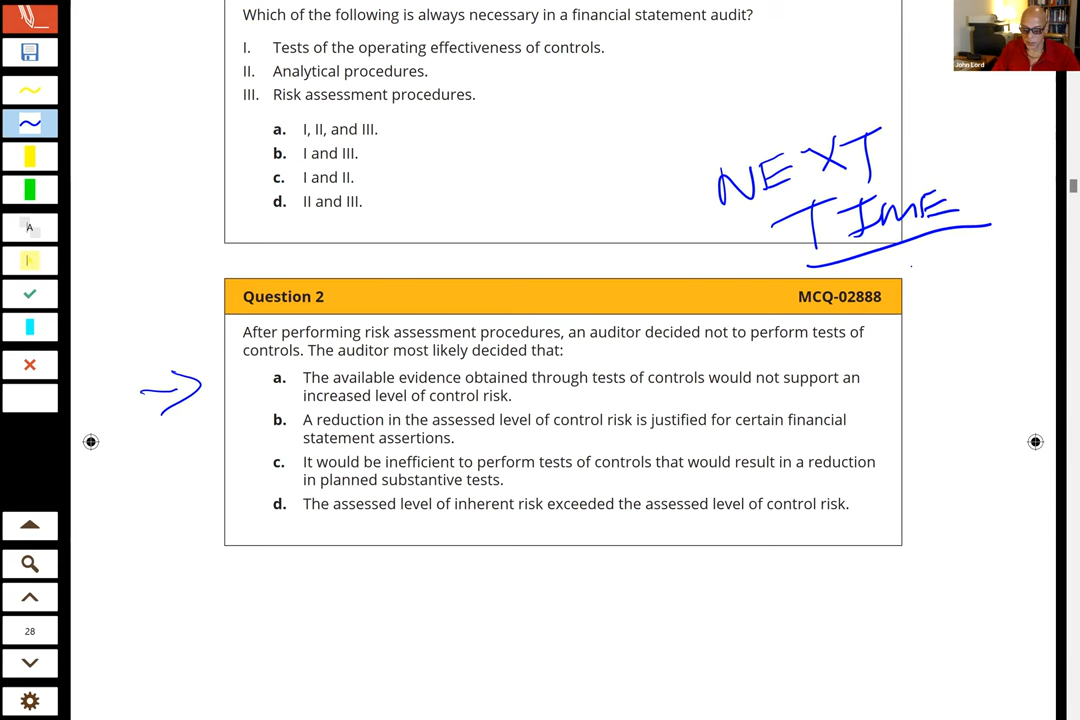 Which of the following is always necessary in a financial statement audit?
I. Tests of the operating effectiveness of controls.
II. Analytical procedures.
III. Risk assessment procedures.
a. I, II, and III.
b. I and III.
c. I and II.
d. II and III.
NEXT
TIME
Question 2 MCQ-02888
After performing risk assessment procedures, an auditor decided not to perform tests of
controls. The auditor most likely decided that:
a. The available evidence obtained through tests of controls would not support an
increased level of control risk.
b. A reduction in the assessed level of control risk is justified for certain financial
statement assertions.
c. It would be inefficient to perform tests of controls that would result in a reduction
in planned substantive tests.
d. The assessed level of inherent risk exceeded the assessed level of control risk.
John Lord
A
28